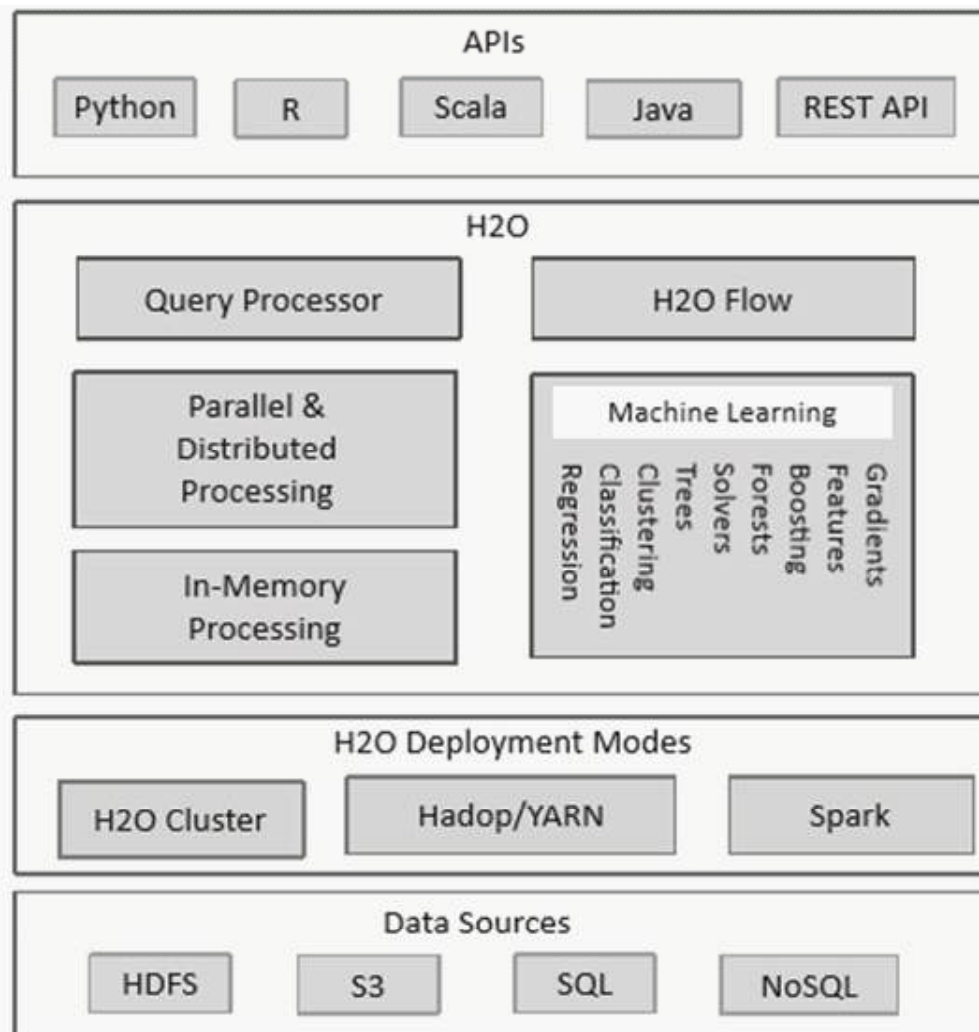 APIs
Python
R
Scala
Java
REST API
H2O
Query Processor
H2O Flow
Parallel &
Distributed
Processing
In-Memory
Processing
Machine Learning
Regression
Classification
Clustering
Trees
Solvers
Forests
Boosting
Features
Gradients
H2O Deployment Modes
H2O Cluster
Hadop/YARN
Spark
Data Sources
HDFS
S3
SQL
NoSQL